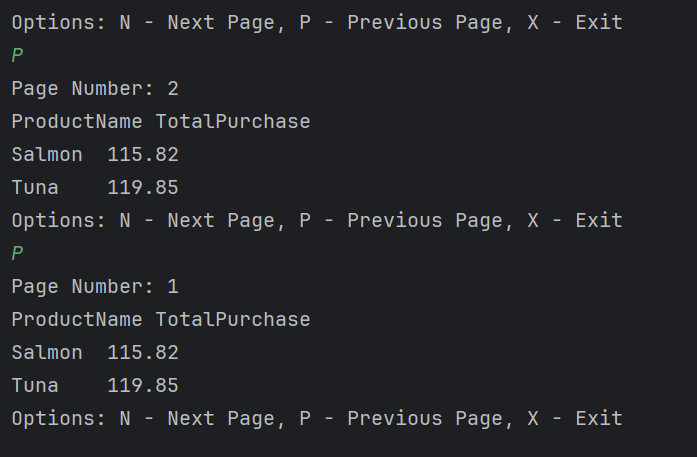 Options: N - Next Page, P - Previous Page, X - Exit
P
Page Number: 2
ProductName TotalPurchase
Salmon  115.82
Tuna    119.85
Options: N - Next Page, P - Previous Page, X - Exit
P
Page Number: 1
ProductName TotalPurchase
Salmon  115.82
Tuna    119.85
Options: N - Next Page, P - Previous Page, X - Exit